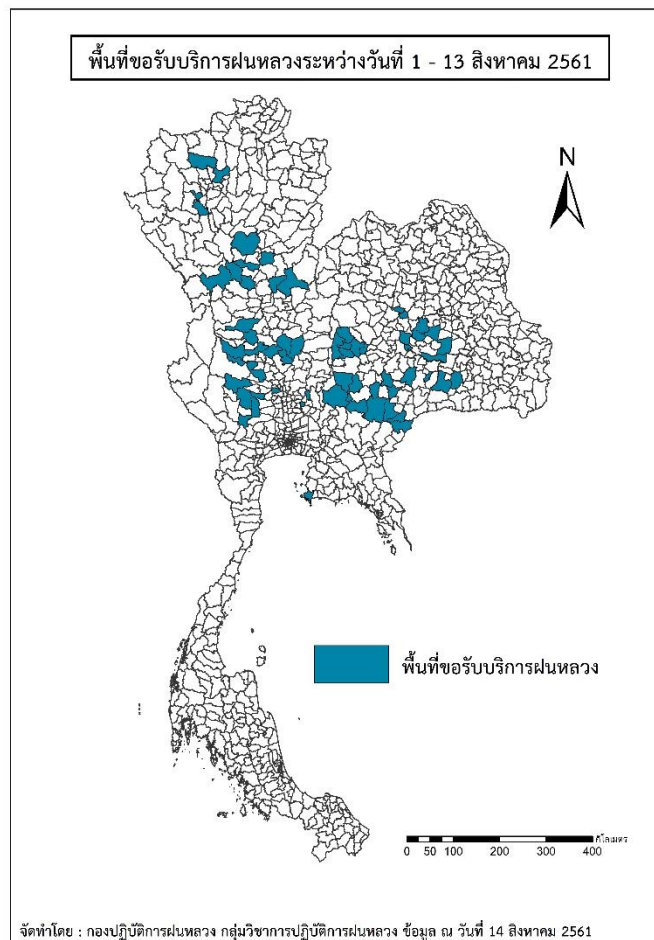 พื้นที่ขอรับบริการฝนหลวงระหว่างวันที่ 1 - 13 สิงหาคม 2561
N
พื้นที่ขอรับบริการฝนหลวง
กิโลเมตร
0 50 100 200 300 400
จัดทำโดย : กองปฏิบัติการฝนหลวง กลุ่มวิชาการปฏิบัติการฝนหลวง ข้อมูล ณ วันที่ 14 สิงหาคม 2561